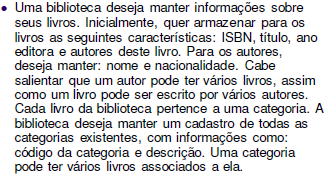 • Uma biblioteca deseja manter informações sobre
seus livros. Inicialmente, quer armazenar para os
livros as seguintes características: ISBN, título, ano
editora e autores deste livro. Para os autores,
deseja manter: nome e nacionalidade. Cabe
salientar que um autor pode ter vários livros, assim
como um livro pode ser escrito por vários autores.
Cada livro da biblioteca pertence a uma categoria. A
biblioteca deseja manter um cadastro de todas as
categorias existentes, com informações como:
código da categoria e descrição. Uma categoria
pode ter vários livros associados a ela.